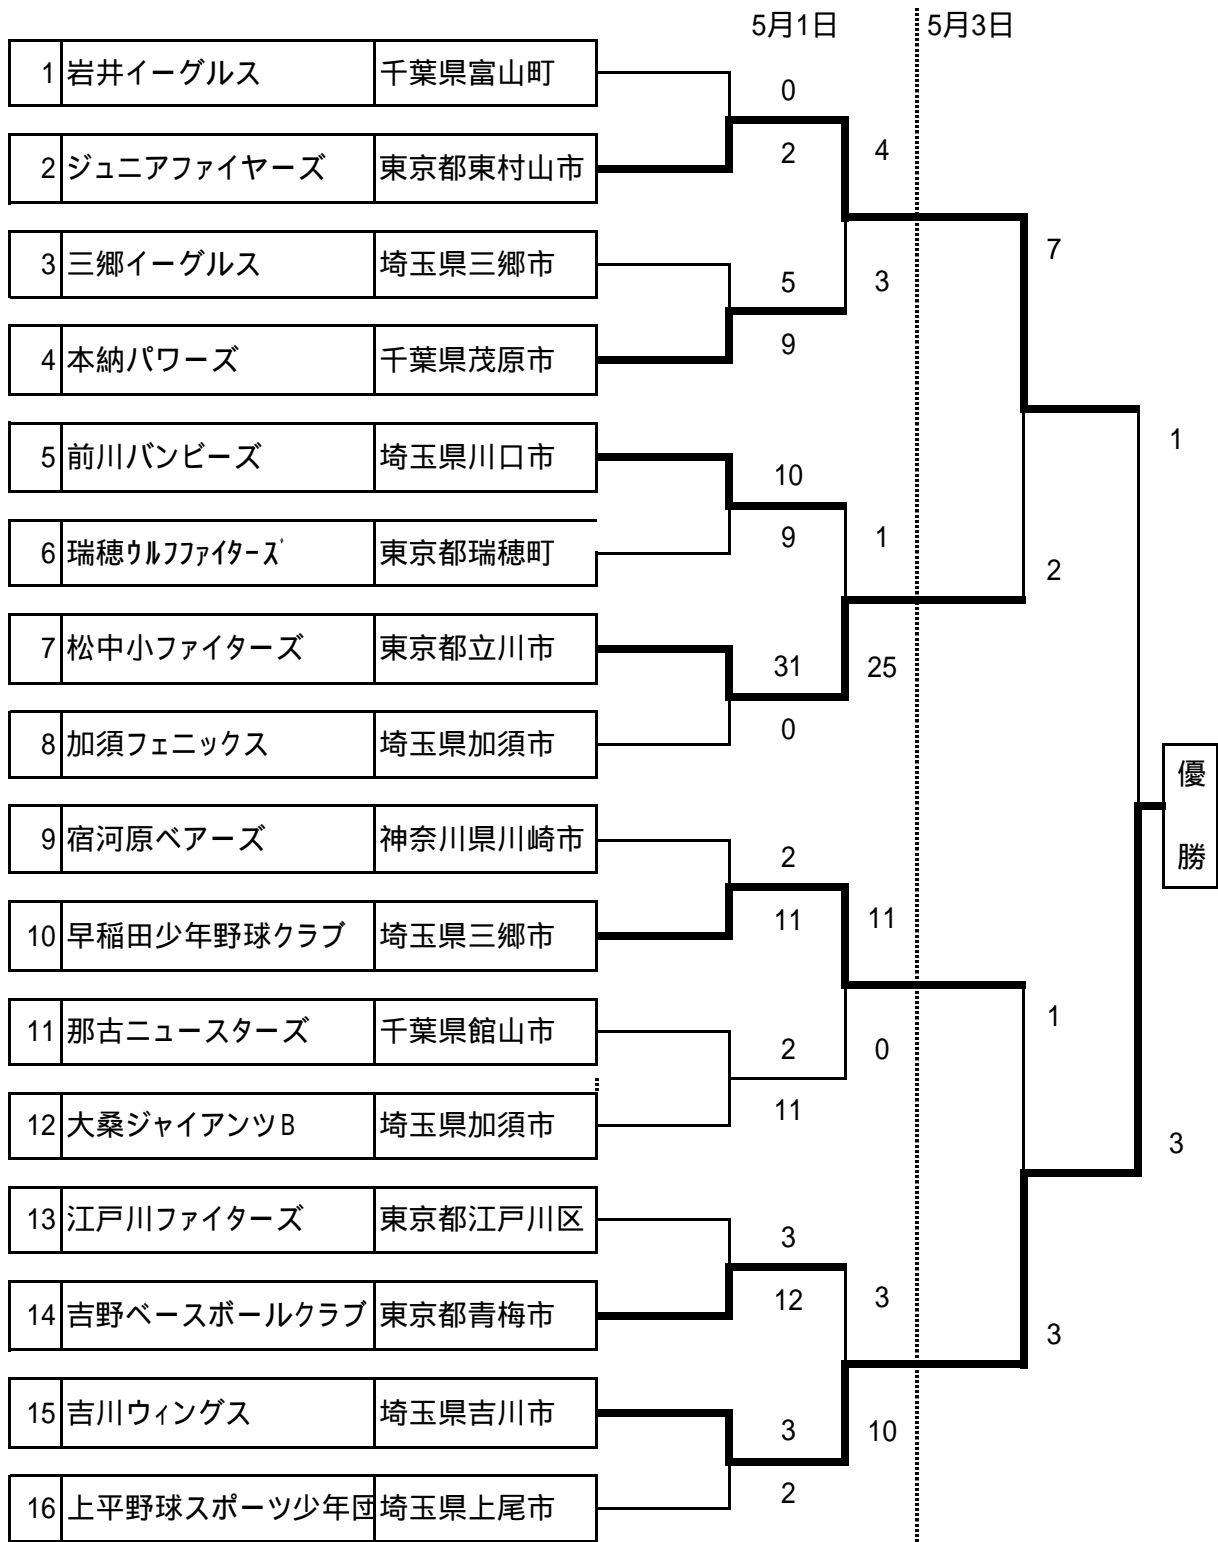 5月1日 5月3日
1 岩井イーグルス 千葉県富山町
0
2 ジュニアファイヤーズ 東京都東村山市
2 4
3 三郷イーグルス 埼玉県三郷市
7
5 3
4 本納パワーズ 千葉県茂原市
9
5 前川バンビーズ 埼玉県川口市
1
10
6 瑞穂ウルフファイターズ 東京都瑞穂町
9 1
2
7 松中小ファイターズ 東京都立川市
31 25
8 加須フェニックス 埼玉県加須市
0
優
勝
9 宿河原ベアーズ 神奈川県川崎市
2
10 早稲田少年野球クラブ 埼玉県三郷市
11 11
11 那古ニュースターズ 千葉県館山市
1
2 0
12 大桑ジャイアンツB 埼玉県加須市
11
3
13 江戸川ファイターズ 東京都江戸川区
3
14 吉野ベースボールクラブ 東京都青梅市
12 3
3
15 吉川ウィングス 埼玉県吉川市
3 10
16 上平野球スポーツ少年団 埼玉県上尾市
2